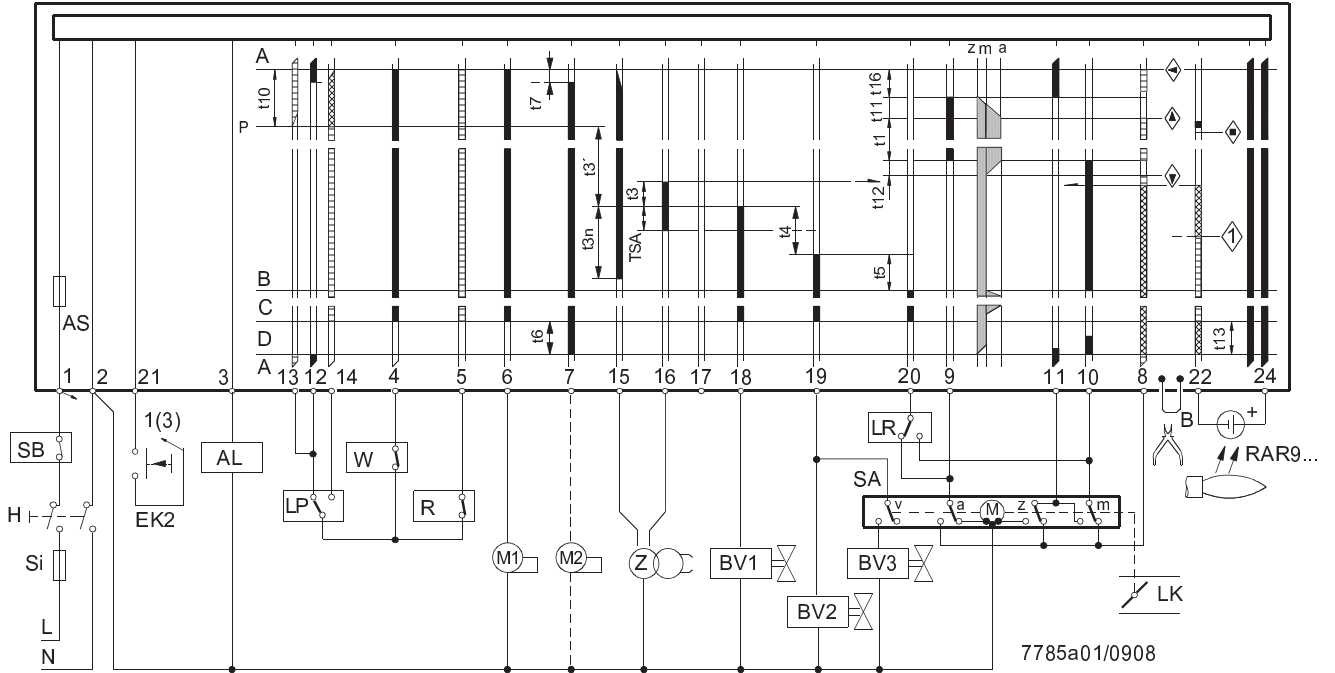 z m a
A
t10
P
t7
t3´
t3n
t3
TSA
t4
t5
t16
t11
t1
t12
1
B
C
D
A
t6
t13
AS
1 2 21 3 13 12 14 4 5 6 7 15 16 17 18 19 20 9 11 10 8 22 24
1(3)
B
+
SB
AL
W
LR
RAR9...
H
EK2
LP
R
SA
v a M z m
Si
M1
M2
Z
BV1
BV3
BV2
LK
L
N
7785a01/0908